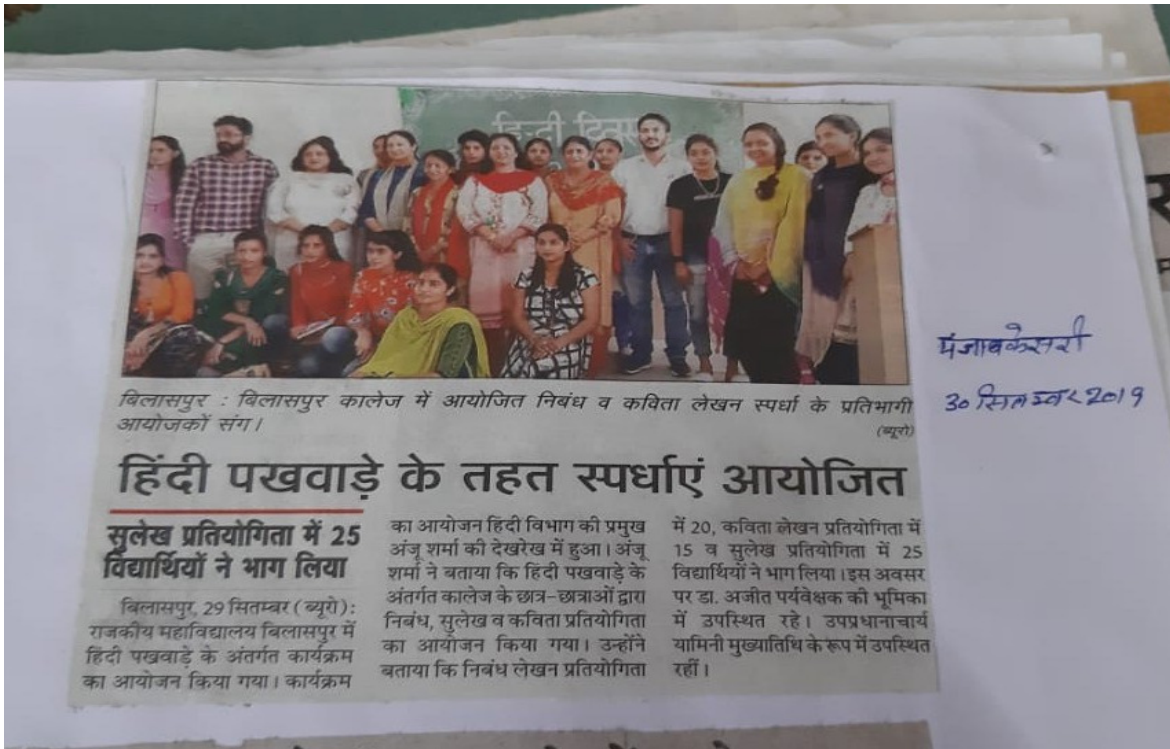 हिन्दी दिवस
बिलासपुर : बिलासपुर कालेज में आयोजित निबंध व कविता लेखन स्पर्धा के प्रतिभागी
आयोजकों संग।
(ब्यूरो)
हिंदी पखवाड़े के तहत स्पर्धाएं आयोजित
सुलेख प्रतियोगिता में 25
विद्यार्थियों ने भाग लिया
बिलासपुर, 29 सितम्बर (ब्यूरो):
राजकीय महाविद्यालय बिलासपुर में
हिंदी पखवाड़े के अंतर्गत कार्यक्रम
का आयोजन किया गया। कार्यक्रम
का आयोजन हिंदी विभाग की प्रमुख
अंजू शर्मा की देखरेख में हुआ। अंजू
शर्मा ने बताया कि हिंदी पखवाड़े के
अंतर्गत कालेज के छात्र-छात्राओं द्वारा
निबंध, सुलेख व कविता प्रतियोगिता
का आयोजन किया गया। उन्होंने
बताया कि निबंध लेखन प्रतियोगिता
में 20, कविता लेखन प्रतियोगिता में
15 व सुलेख प्रतियोगिता में 25
विद्यार्थियों ने भाग लिया। इस अवसर
पर डा. अजीत पर्यवेक्षक की भूमिका
में उपस्थित रहे। उपप्रधानाचार्य
यामिनी मुख्यातिथि के रूप में उपस्थित
रहीं।
पंजाब केसरी
30 सितम्बर 2019